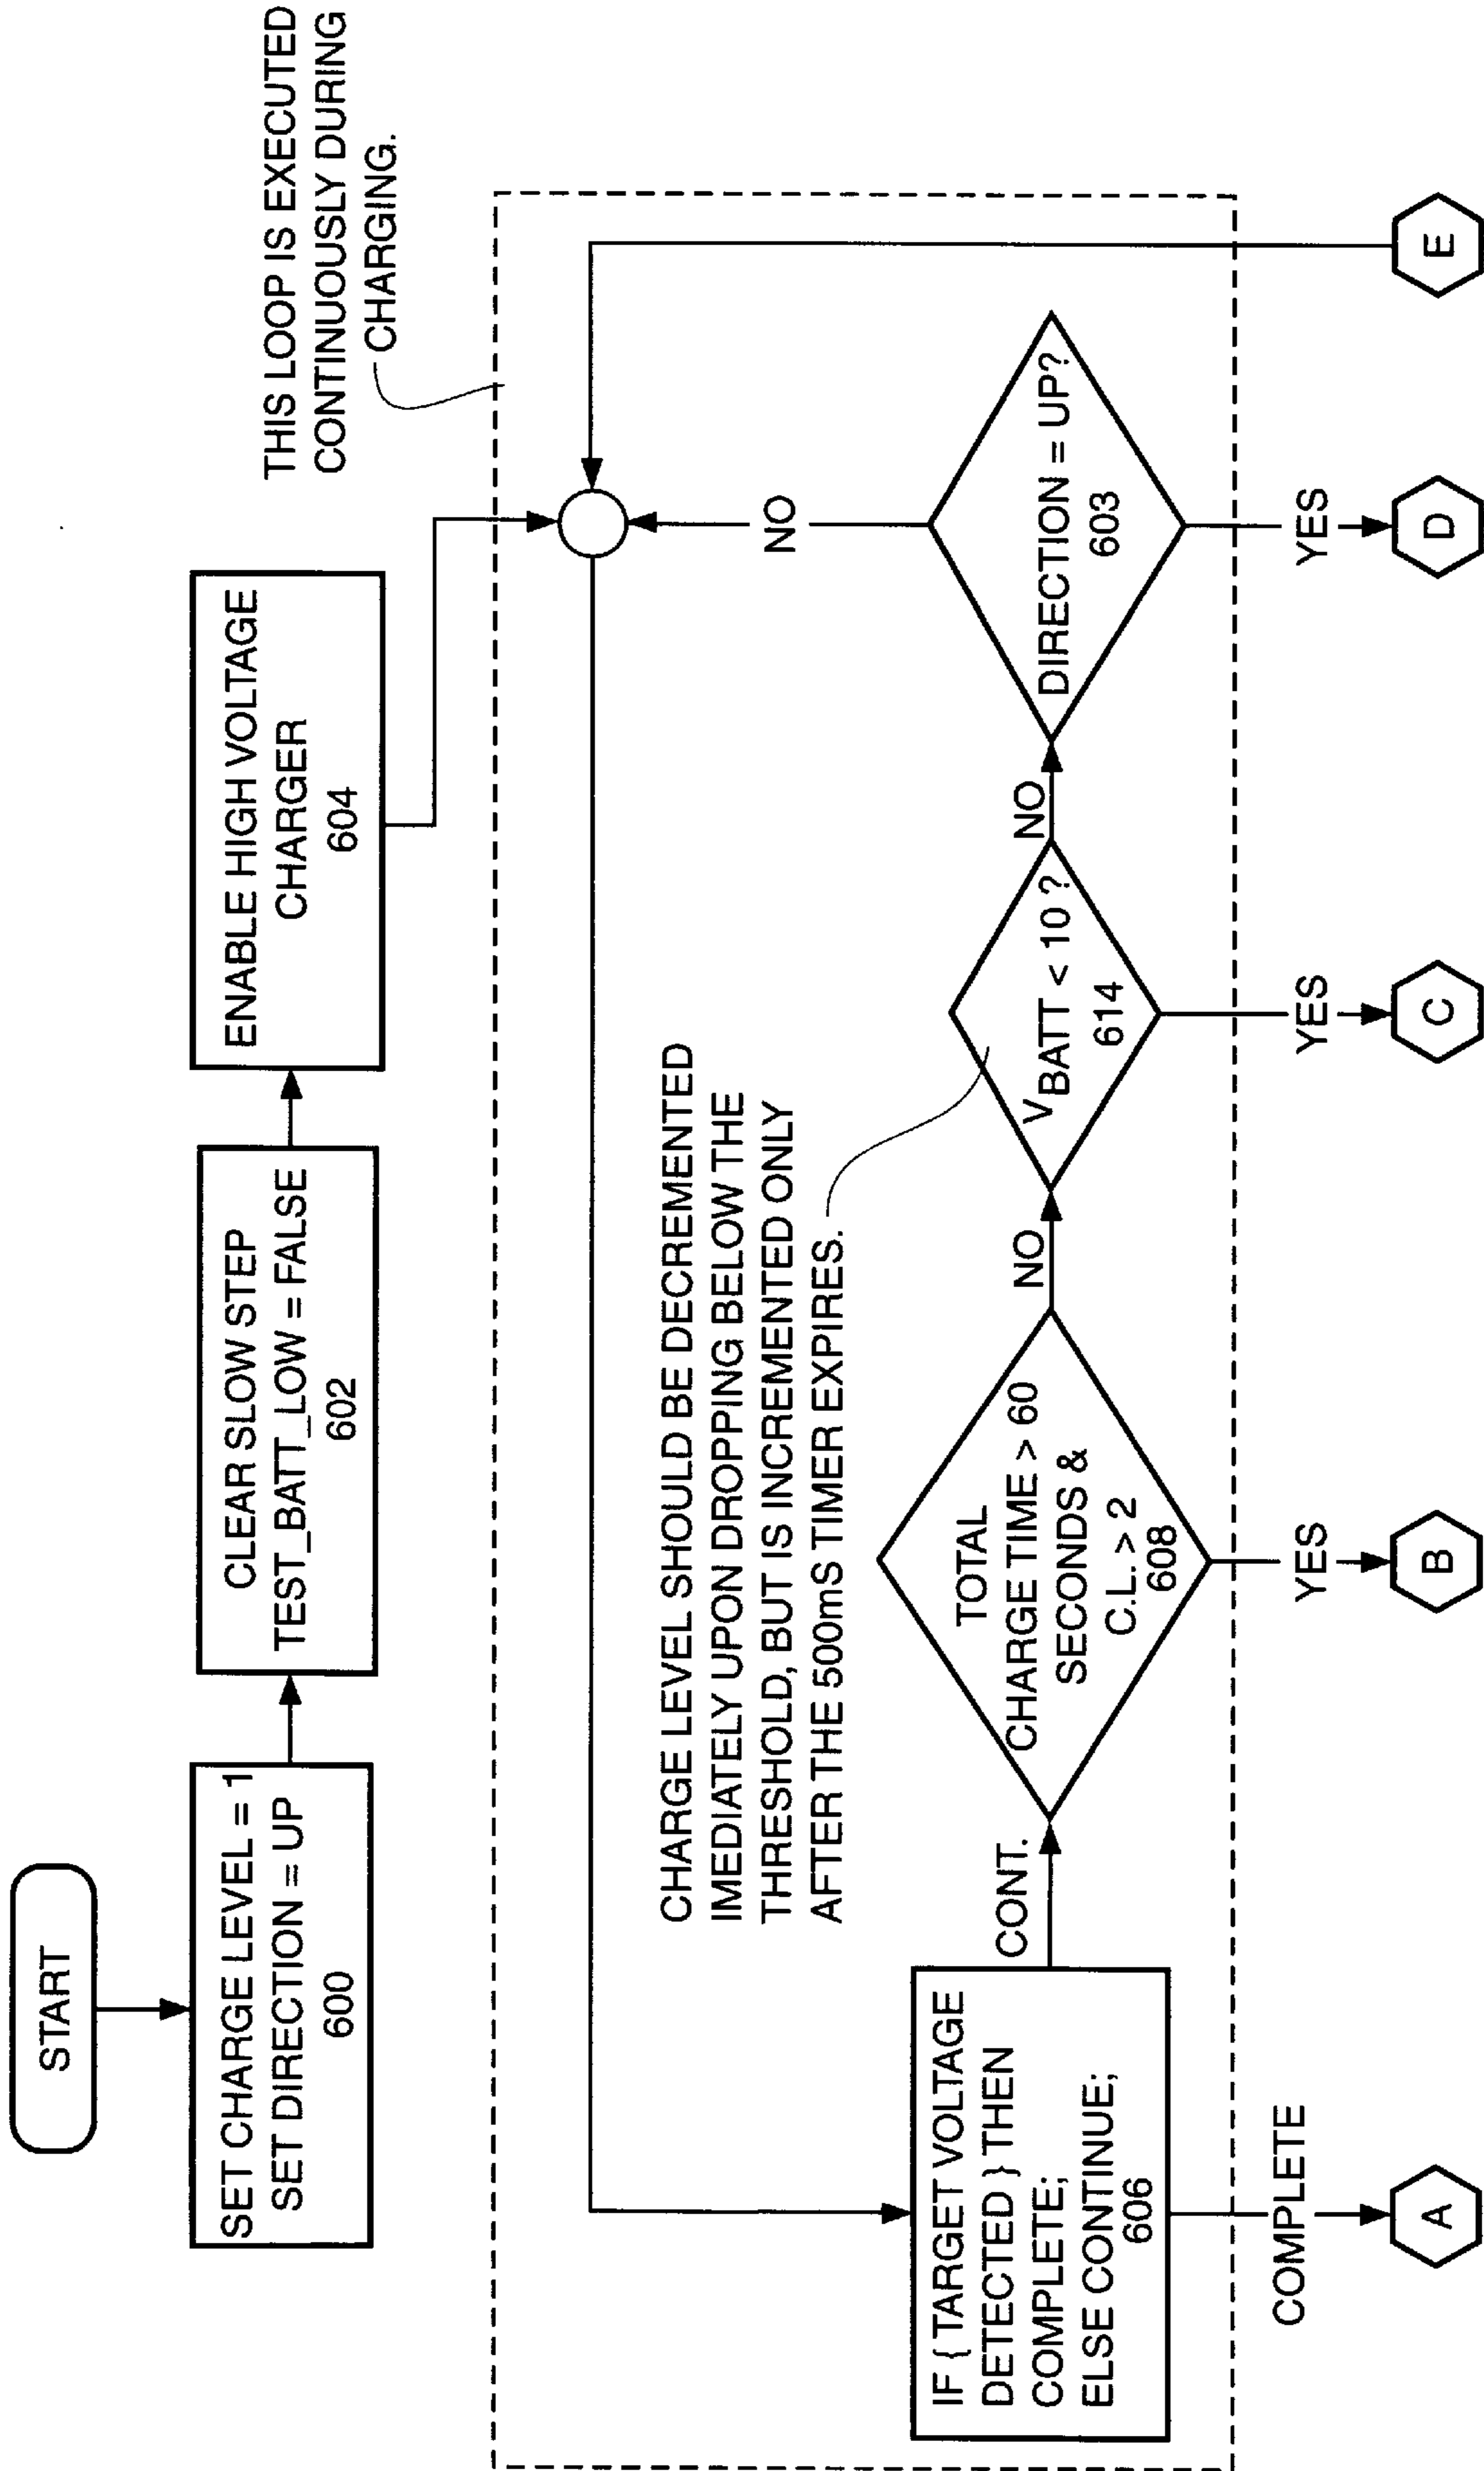 START
SET CHARGE LEVEL = 1
SET DIRECTION = UP
600
CLEAR SLOW STEP
TEST_BATT_LOW = FALSE
602
ENABLE HIGH VOLTAGE
CHARGER
604
THIS LOOP IS EXECUTED
CONTINUOUSLY DURING
CHARGING.
CHARGE LEVEL SHOULD BE DECREMENTED
IMEDIATELY UPON DROPPING BELOW THE
THRESHOLD, BUT IS INCREMENTED ONLY
AFTER THE 500mS TIMER EXPIRES.
IF { TARGET VOLTAGE
DETECTED } THEN
COMPLETE;
ELSE CONTINUE;
606
CONT.
TOTAL
CHARGE TIME > 60
SECONDS &
C.L. > 2
608
NO
VBATT < 10 ?
614
NO
DIRECTION = UP?
603
NO
COMPLETE
YES
YES
YES
A
B
C
D
E